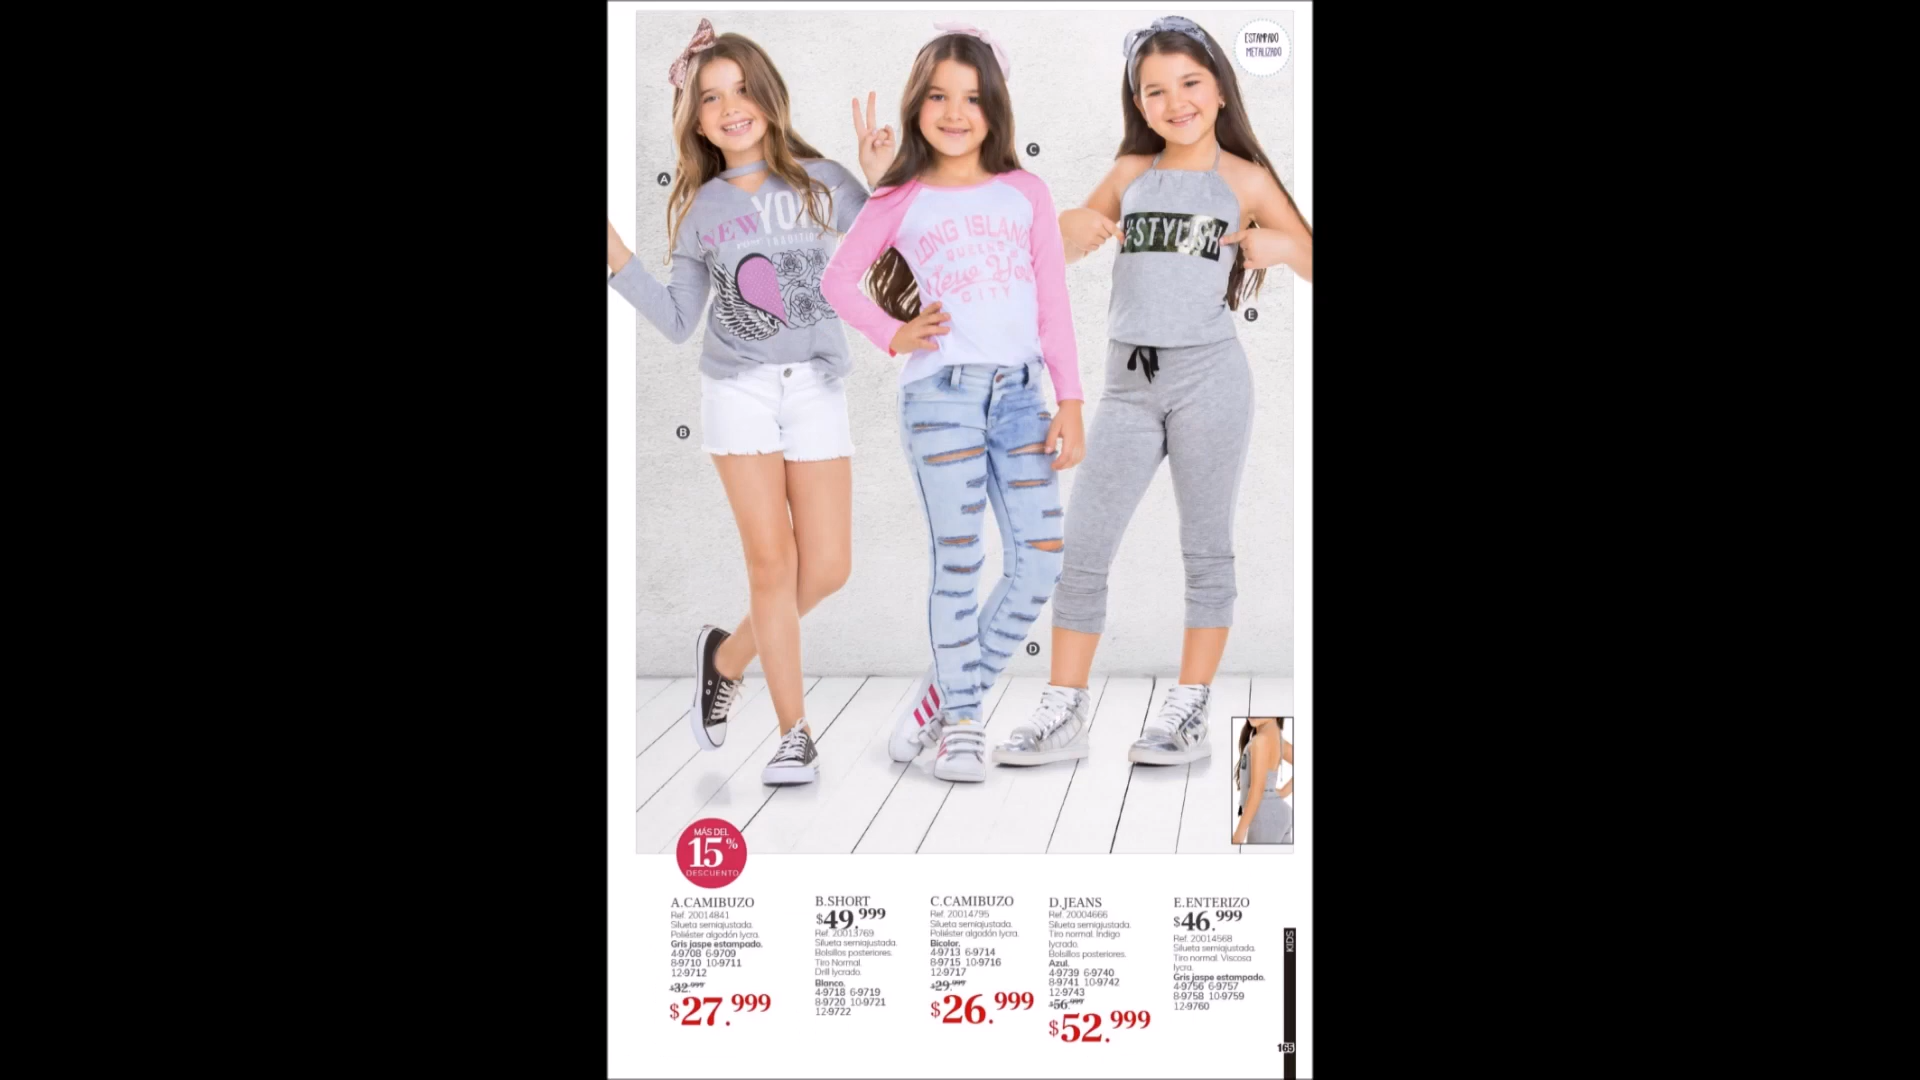 ESTAMPADO
METALIZADO
A
NEW YORK
C
LONG ISLAND
QUEENS
New York
CITY
#STYLISH
E
B
D
MÁS DEL
15%
DESCUENTO
A.CAMIBUZO
Ref. 20014841
Silueta semiajustada.
Poliéster algodón lycra.
Gris jaspe estampado.
4-9708 6-9709
8-9710 10-9711
12-9712
$32.999
$27.999
B.SHORT
$49.999
Ref. 20013769
Silueta semiajustada.
Bolsillos posteriores.
Tiro Normal.
Drill lycrado.
Blanco.
4-9718 6-9719
8-9720 10-9721
12-9722
C.CAMIBUZO
Ref. 20014795
Silueta semiajustada.
Poliéster algodón lycra.
Bicolor.
4-9713 6-9714
8-9715 10-9716
12-9717
$29.999
$26.999
D.JEANS
Ref. 20004666
Silueta semiajustada.
Tiro normal. Indigo
lycrado.
Bolsillos posteriores.
Azul.
4-9739 6-9740
8-9741 10-9742
12-9743
$56.999
$52.999
E.ENTERIZO
$46.999
Ref. 20014568
Silueta semiajustada.
Tiro normal. Viscosa
lycra.
Gris jaspe estampado.
4-9756 6-9757
8-9758 10-9759
12-9760
KIDS
165